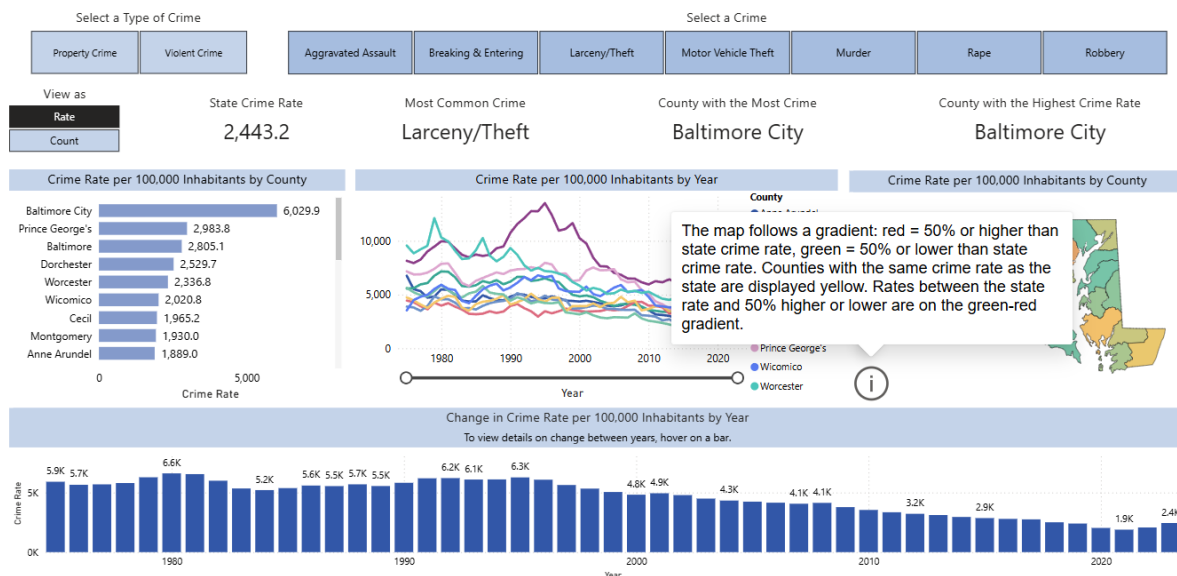 Select a Type of Crime
Select a Crime
Property Crime
Violent Crime
Aggravated Assault
Breaking & Entering
Larceny/Theft
Motor Vehicle Theft
Murder
Rape
Robbery
View as
Rate
Count
State Crime Rate
2,443.2
Most Common Crime
Larceny/Theft
County with the Most Crime
Baltimore City
County with the Highest Crime Rate
Baltimore City
Crime Rate per 100,000 Inhabitants by County
Baltimore City 6,029.9
Prince George's 2,983.8
Baltimore 2,805.1
Dorchester 2,529.7
Worcester 2,336.8
Wicomico 2,020.8
Cecil 1,965.2
Montgomery 1,930.0
Anne Arundel 1,889.0
0 5,000
Crime Rate
Crime Rate per 100,000 Inhabitants by Year
County
10,000
5,000
0
1980 1990 2000 2010 2020
Year
Prince George's
Wicomico
Worcester
Crime Rate per 100,000 Inhabitants by County
The map follows a gradient: red = 50% or higher than
state crime rate, green = 50% or lower than state
crime rate. Counties with the same crime rate as the
state are displayed yellow. Rates between the state
rate and 50% higher or lower are on the green-red
gradient.
i
Change in Crime Rate per 100,000 Inhabitants by Year
To view details on change between years, hover on a bar.
Crime Rate
5K
0K
5.9K 5.7K 6.6K 5.4K 5.6K 5.5K 5.7K 5.5K 6.2K 6.1K 6.3K 4.8K 4.9K 4.3K 4.1K 4.1K 3.2K 2.9K 1.9K 2.4K
1980 1990 2000 2010 2020
Year